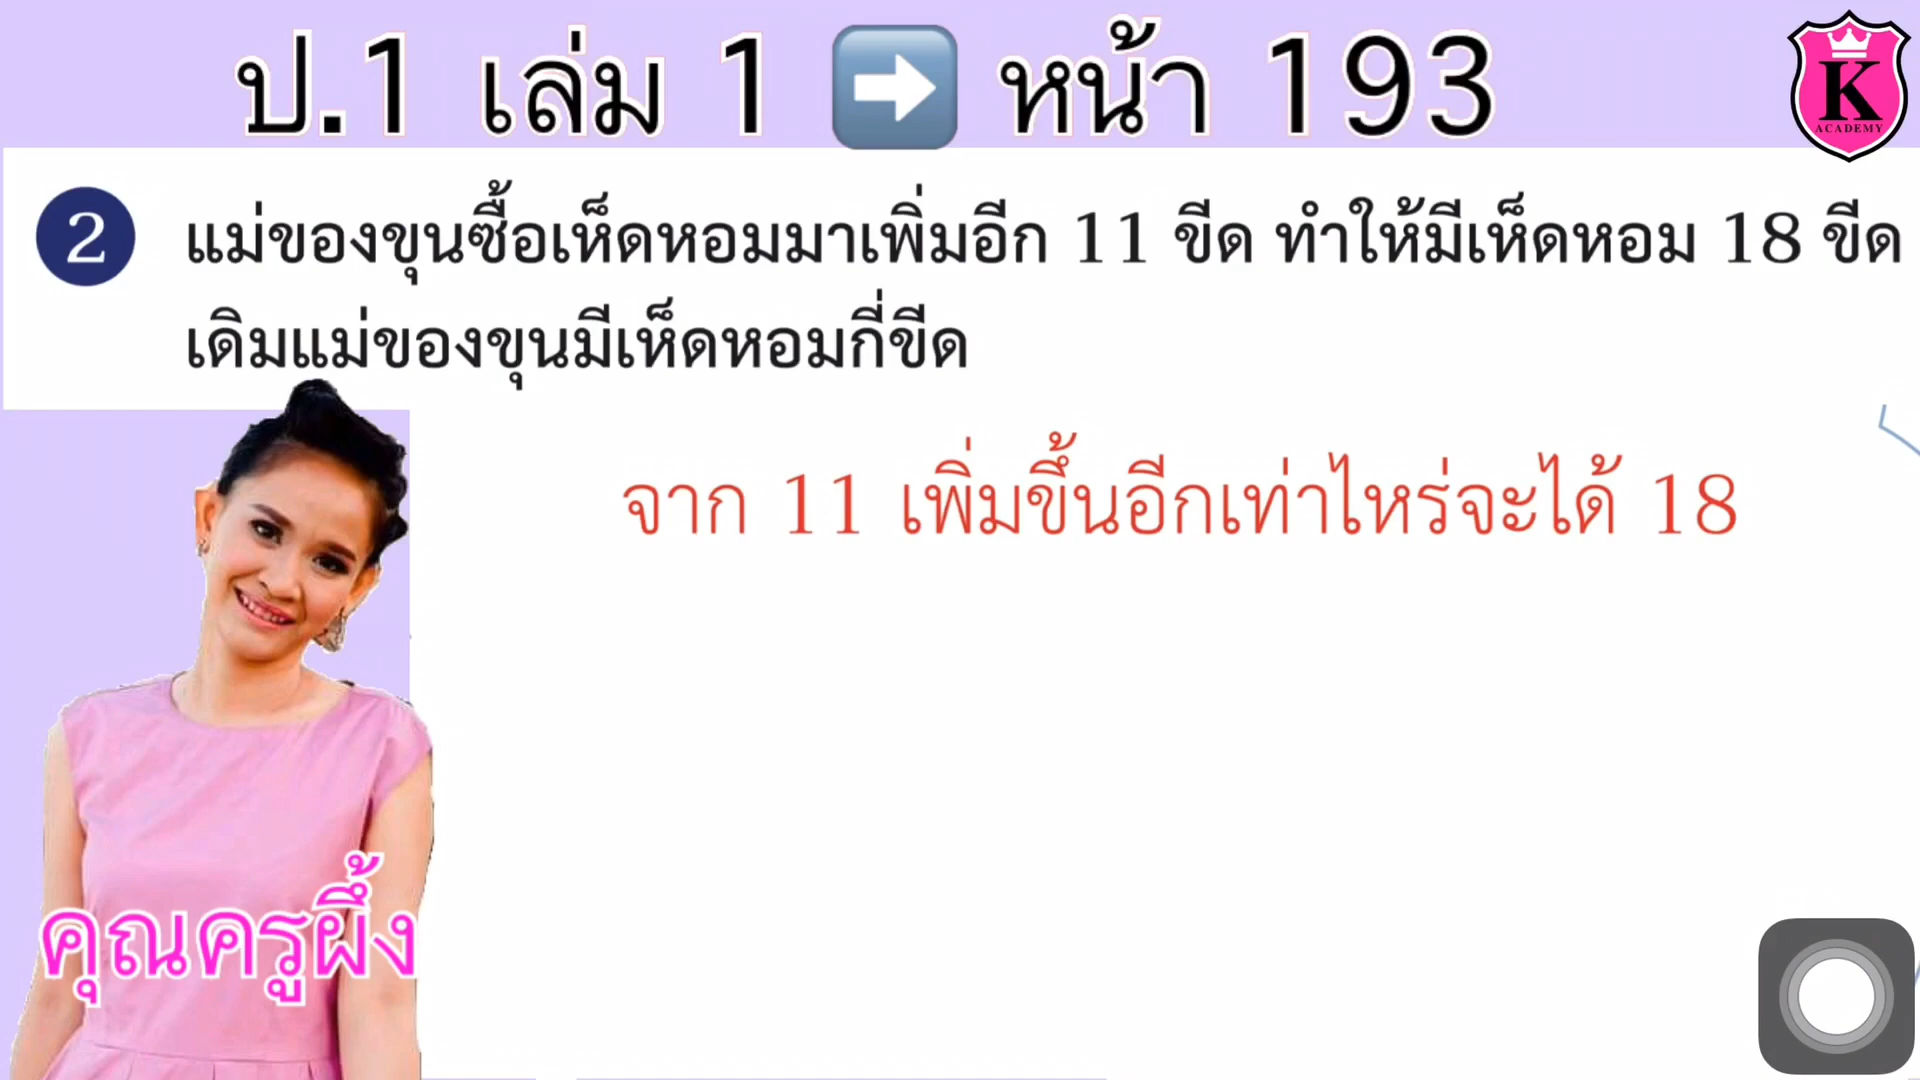 ป.1 เล่ม 1 ➡ หน้า 193
K
ACADEMY
2 แม่ของขุนซื้อเห็ดหอมมาเพิ่มอีก 11 ขีด ทำให้มีเห็ดหอม 18 ขีด
เดิมแม่ของขุนมีเห็ดหอมกี่ขีด
จาก 11 เพิ่มขึ้นอีกเท่าไหร่จะได้ 18
คุณครูผึ้ง